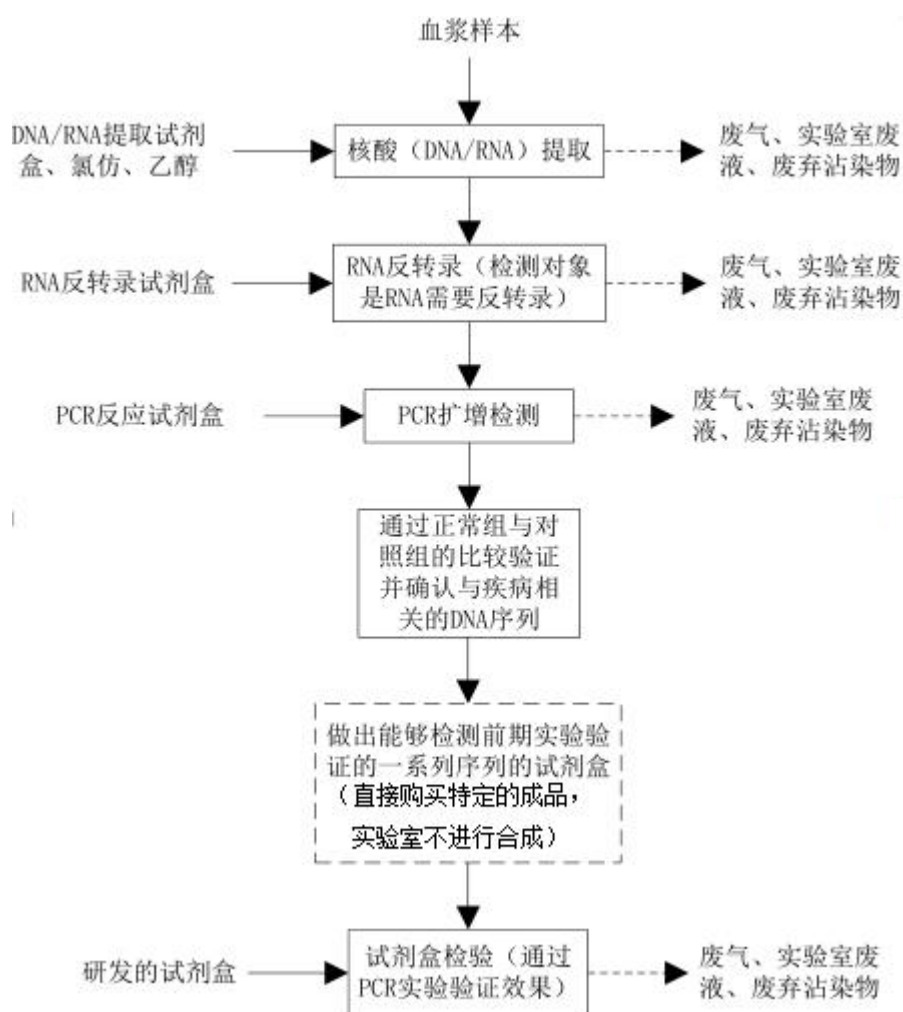 血浆样本
DNA/RNA提取试剂
盒、氯仿、乙醇
核酸（DNA/RNA）提取
废气、实验室废
液、废弃沾染物
RNA反转录试剂盒
RNA反转录（检测对象
是RNA需要反转录）
废气、实验室废
液、废弃沾染物
PCR反应试剂盒
PCR扩增检测
废气、实验室废
液、废弃沾染物
通过正常组与对
照组的比较验证
并确认与疾病相
关的DNA序列
做出能够检测前期实验验
证的一系列序列的试剂盒
（直接购买特定的成品，
实验室不进行合成）
研发的试剂盒
试剂盒检验（通过
PCR实验验证效果）
废气、实验室废
液、废弃沾染物